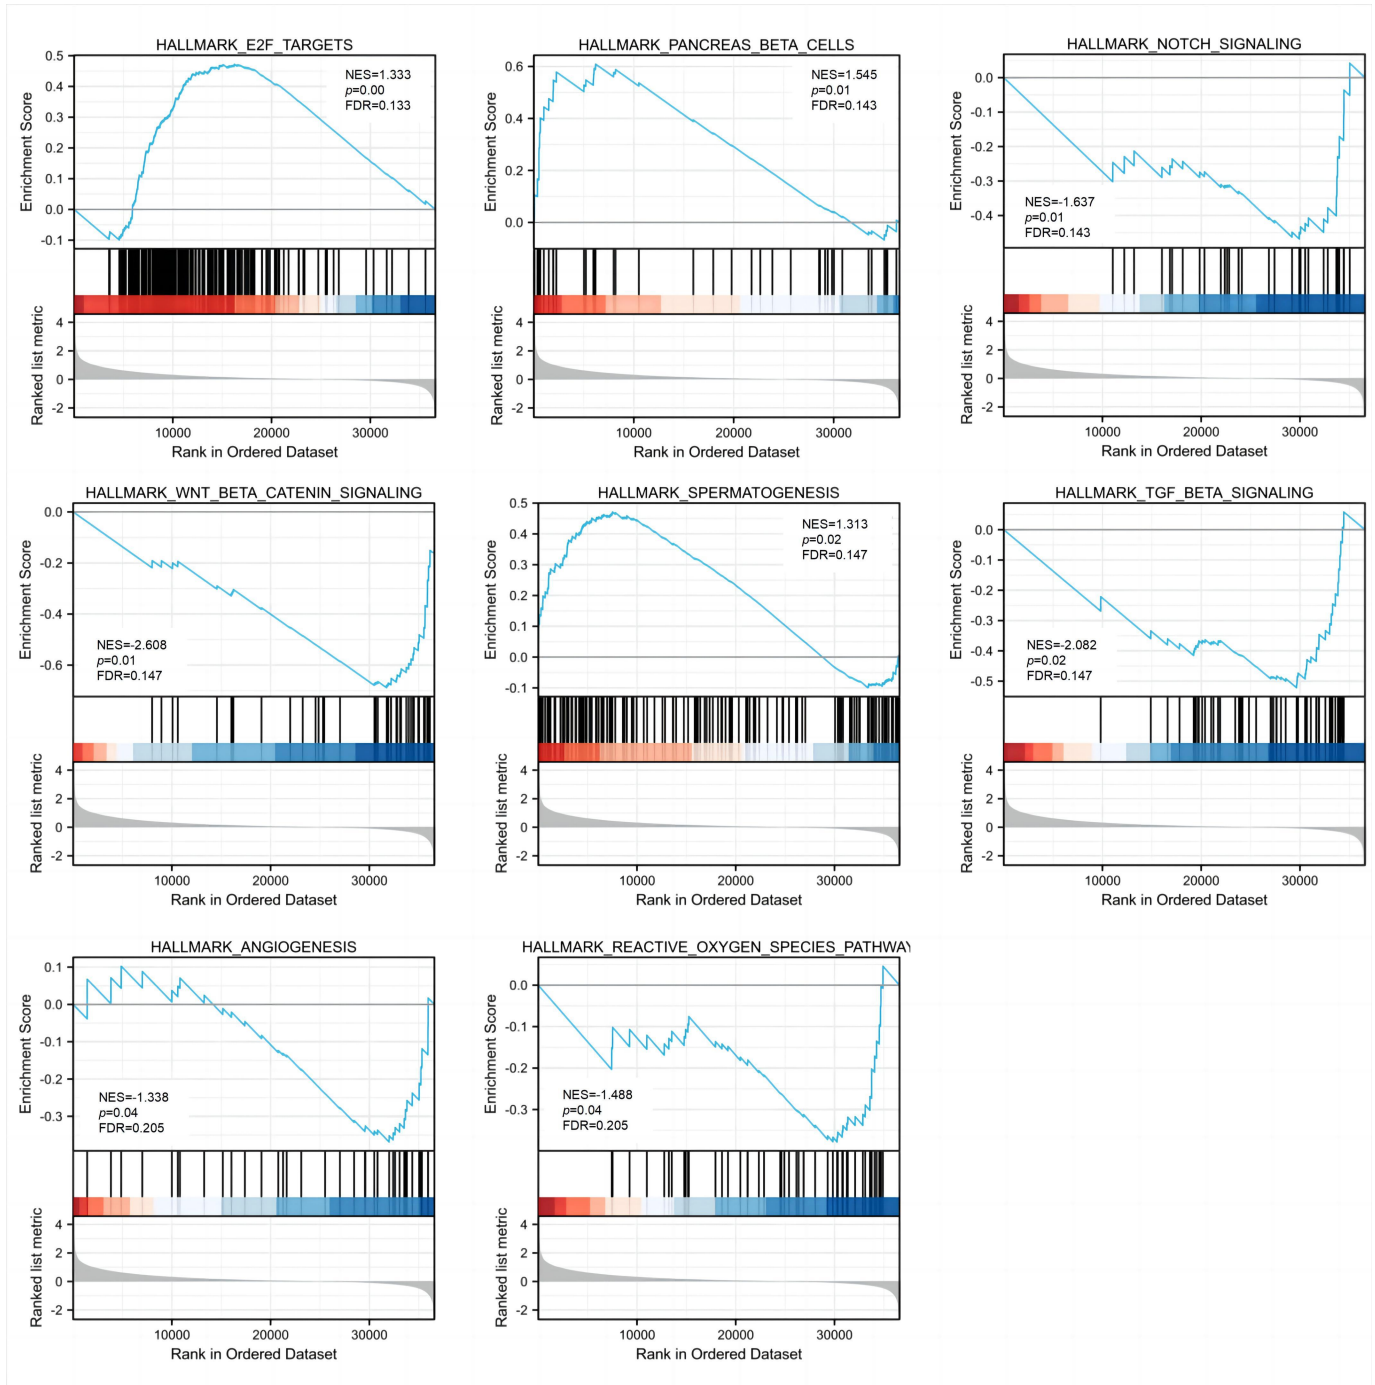 HALLMARK_E2F_TARGETS
0.5
0.4
0.3
0.2
0.1
0.0
-0.1
Enrichment Score
NES=1.333
p=0.00
FDR=0.133
4
2
0
-2
Ranked list metric
10000 20000 30000
Rank in Ordered Dataset
HALLMARK_PANCREAS_BETA_CELLS
0.6
0.4
0.2
0.0
Enrichment Score
NES=1.545
p=0.01
FDR=0.143
4
2
0
-2
Ranked list metric
10000 20000 30000
Rank in Ordered Dataset
HALLMARK_NOTCH_SIGNALING
0.0
-0.1
-0.2
-0.3
-0.4
Enrichment Score
NES=-1.637
p=0.01
FDR=0.143
4
2
0
-2
Ranked list metric
10000 20000 30000
Rank in Ordered Dataset
HALLMARK_WNT_BETA_CATENIN_SIGNALING
0.0
-0.2
-0.4
-0.6
Enrichment Score
NES=-2.608
p=0.01
FDR=0.147
4
2
0
-2
Ranked list metric
10000 20000 30000
Rank in Ordered Dataset
HALLMARK_SPERMATOGENESIS
0.5
0.4
0.3
0.2
0.1
0.0
-0.1
Enrichment Score
NES=1.313
p=0.02
FDR=0.147
4
2
0
-2
Ranked list metric
10000 20000 30000
Rank in Ordered Dataset
HALLMARK_TGF_BETA_SIGNALING
0.0
-0.1
-0.2
-0.3
-0.4
-0.5
Enrichment Score
NES=-2.082
p=0.02
FDR=0.147
4
2
0
-2
Ranked list metric
10000 20000 30000
Rank in Ordered Dataset
HALLMARK_ANGIOGENESIS
0.1
0.0
-0.1
-0.2
-0.3
Enrichment Score
NES=-1.338
p=0.04
FDR=0.205
4
2
0
-2
Ranked list metric
10000 20000 30000
Rank in Ordered Dataset
HALLMARK_REACTIVE_OXYGEN_SPECIES_PATHWAY
0.0
-0.1
-0.2
-0.3
Enrichment Score
NES=-1.488
p=0.04
FDR=0.205
4
2
0
-2
Ranked list metric
10000 20000 30000
Rank in Ordered Dataset